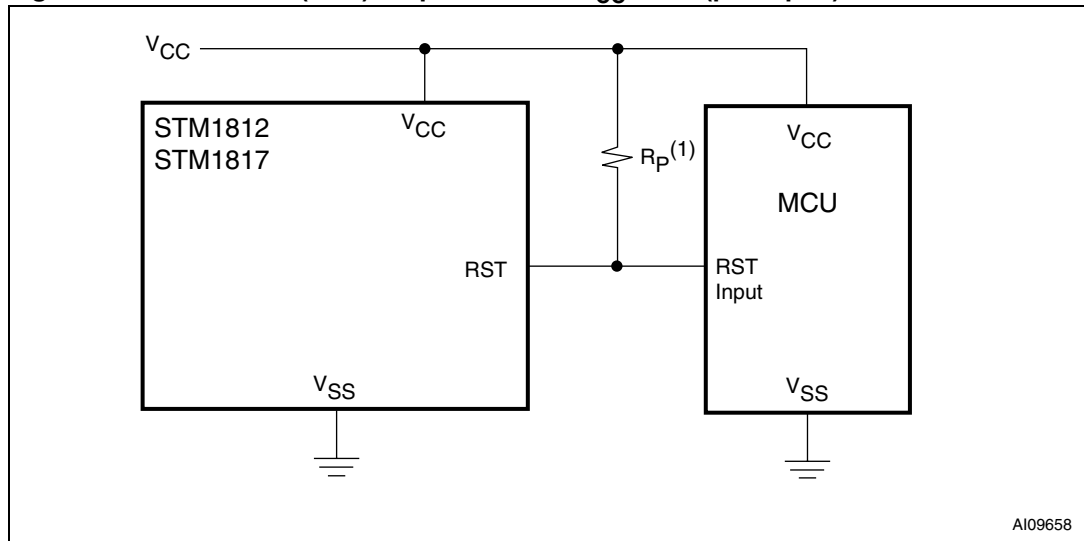 V_CC
STM1812
STM1817
V_CC
R_P^(1)
V_CC
MCU
RST
RST
Input
V_SS
V_SS
AI09658